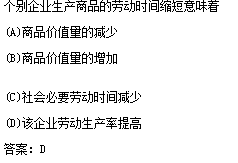 个别企业生产商品的劳动时间缩短意味着
(A)商品价值量的减少
(B)商品价值量的增加
(C)社会必要劳动时间减少
(D)该企业劳动生产率提高
答案：D